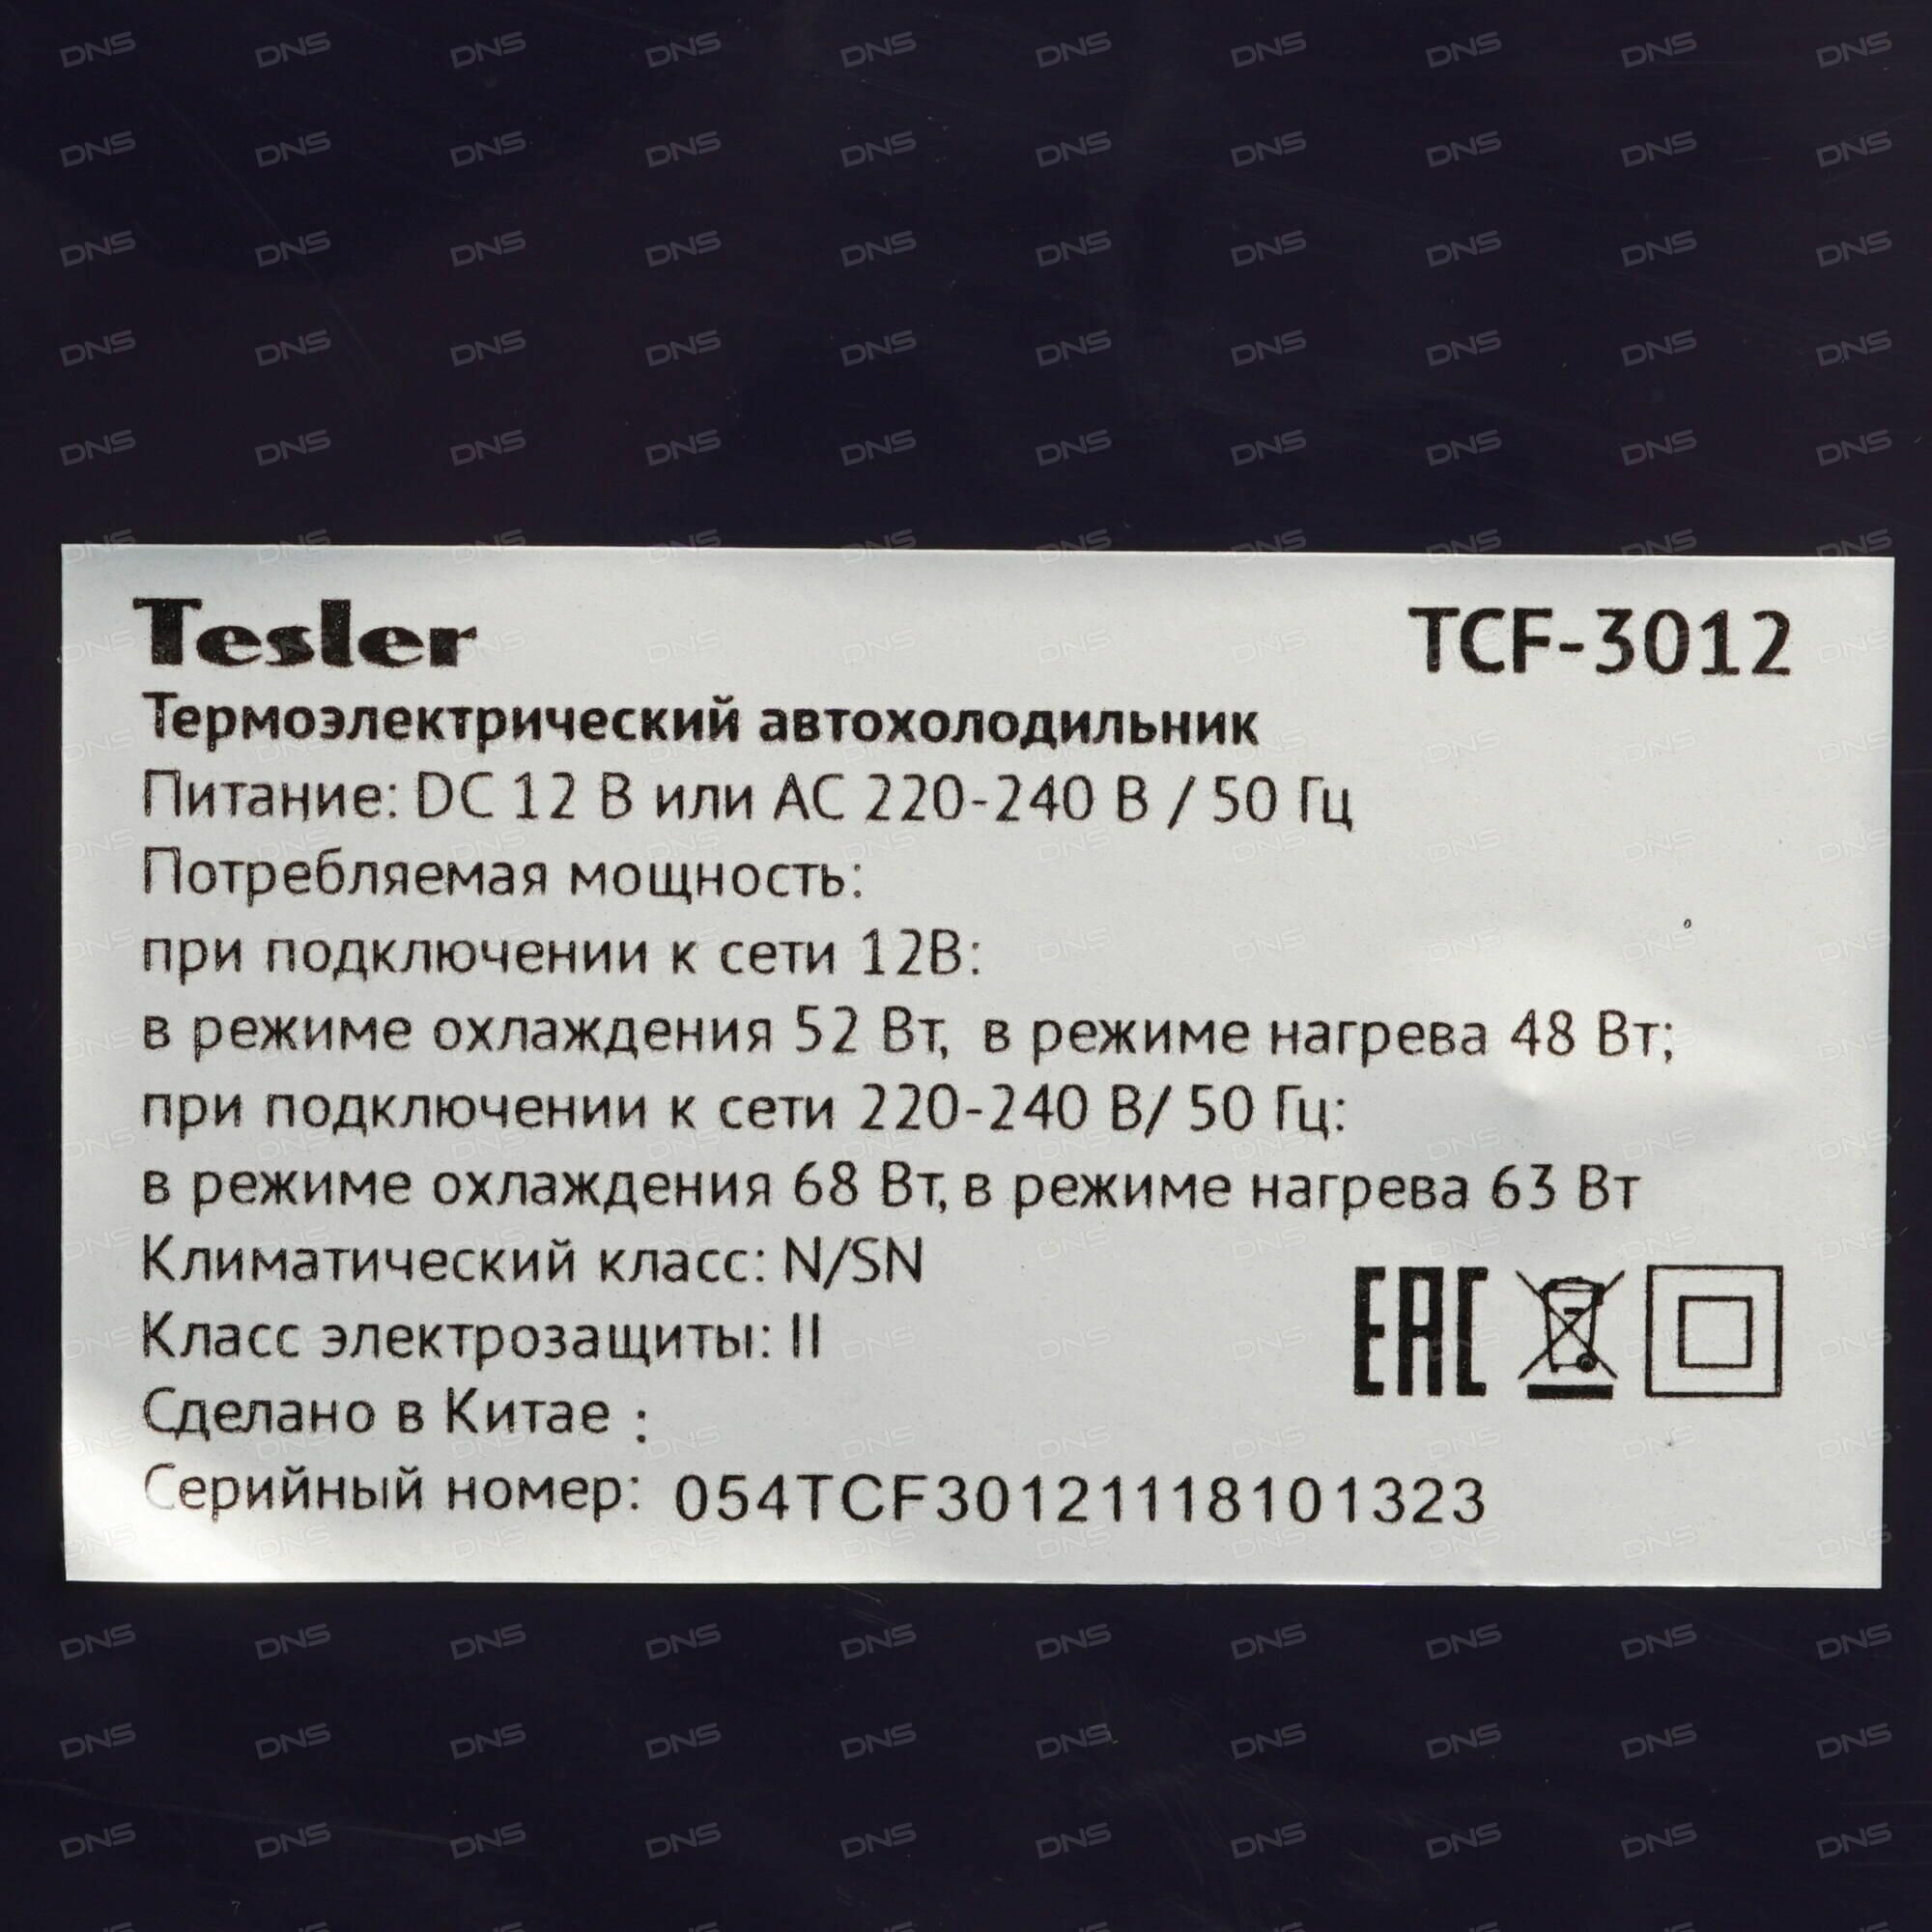 Tesler TCF-3012
Термоэлектрический автохолодильник
Питание: DC 12 В или AC 220-240 В / 50 Гц
Потребляемая мощность:
при подключении к сети 12В:
в режиме охлаждения 52 Вт, в режиме нагрева 48 Вт;
при подключении к сети 220-240 В/ 50 Гц:
в режиме охлаждения 68 Вт, в режиме нагрева 63 Вт
Климатический класс: N/SN
Класс электрозащиты: II
EAC
Сделано в Китае :
Серийный номер: 054TCF30121118101323
DNS